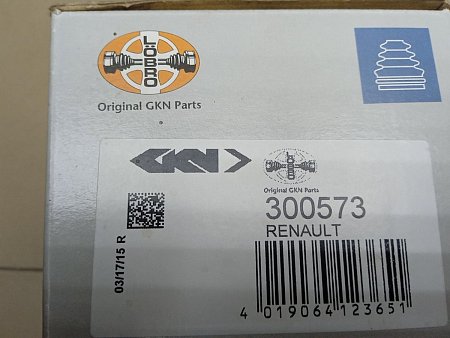 LÖBRO
Original GKN Parts
GKN
LÖBRO
Original GKN Parts
300573
RENAULT
03/17/15 R
4 019064 123651